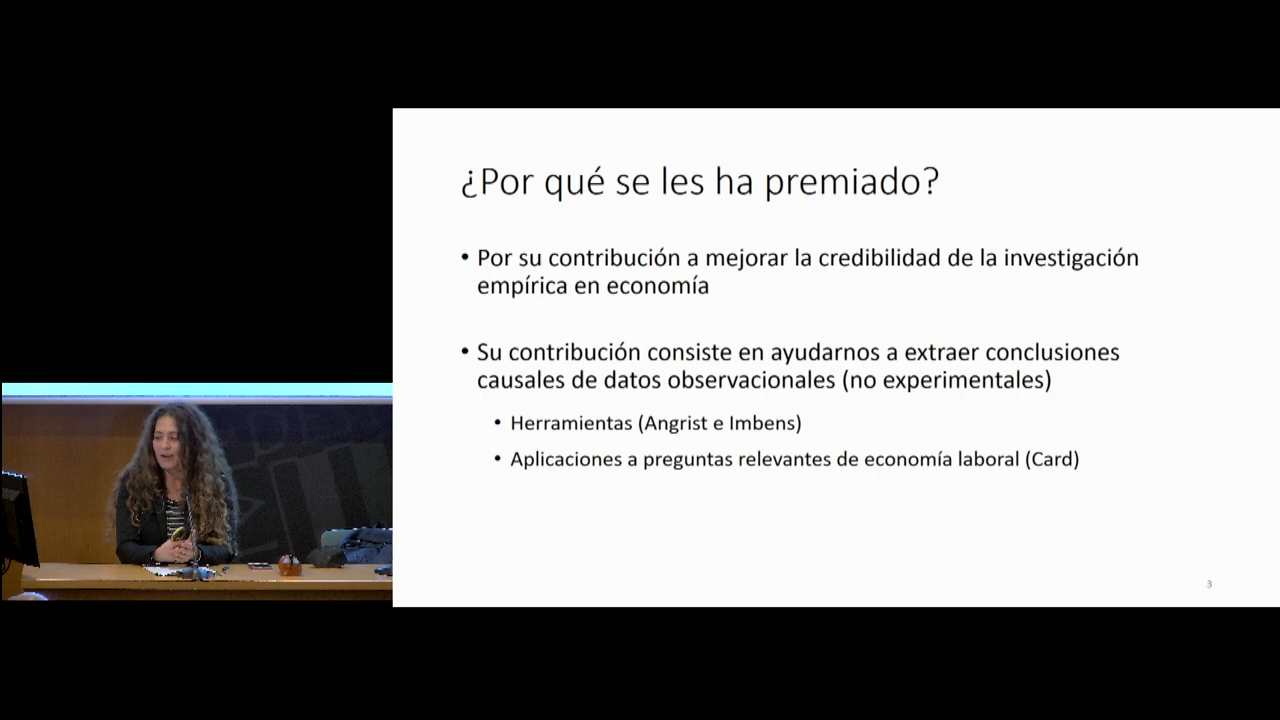 ¿Por qué se les ha premiado?
• Por su contribución a mejorar la credibilidad de la investigación
empírica en economía
• Su contribución consiste en ayudarnos a extraer conclusiones
causales de datos observacionales (no experimentales)
• Herramientas (Angrist e Imbens)
• Aplicaciones a preguntas relevantes de economía laboral (Card)
3